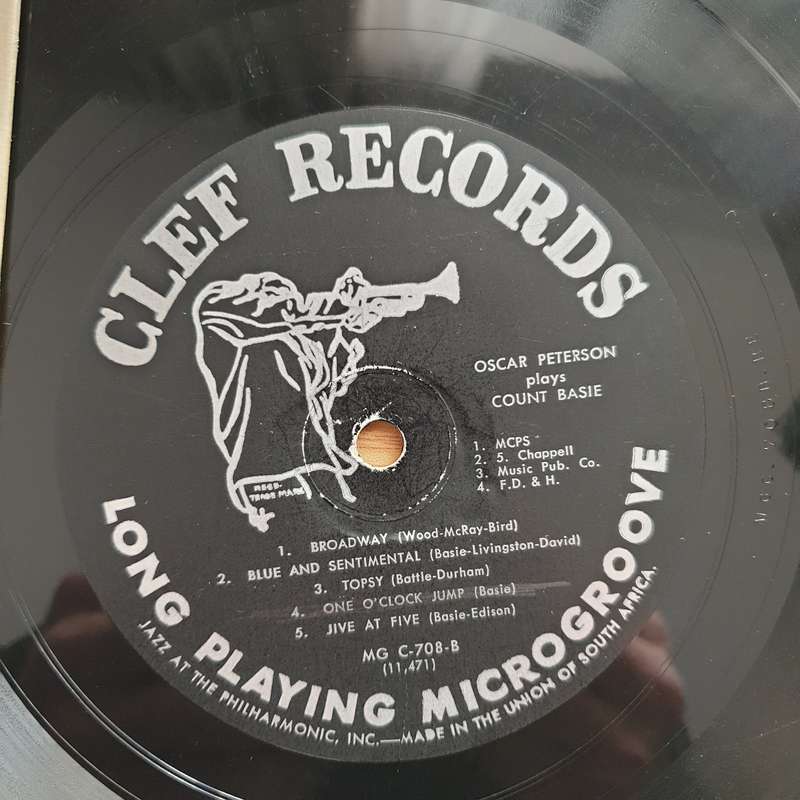 CLEF RECORDS
OSCAR PETERSON
plays
COUNT BASIE
1. MCPS
2. 5. Chappell
3. Music Pub. Co.
4. F.D. & H.
REGD.
TRADE MARK
1. BROADWAY (Wood-McRay-Bird)
2. BLUE AND SENTIMENTAL (Basie-Livingston-David)
3. TOPSY (Battle-Durham)
4. ONE O'CLOCK JUMP (Basie)
5. JIVE AT FIVE (Basie-Edison)
MG C-708-B
(11,471)
LONG PLAYING MICROGROOVE
JAZZ AT THE PHILHARMONIC, INC.—MADE IN THE UNION OF SOUTH AFRICA.